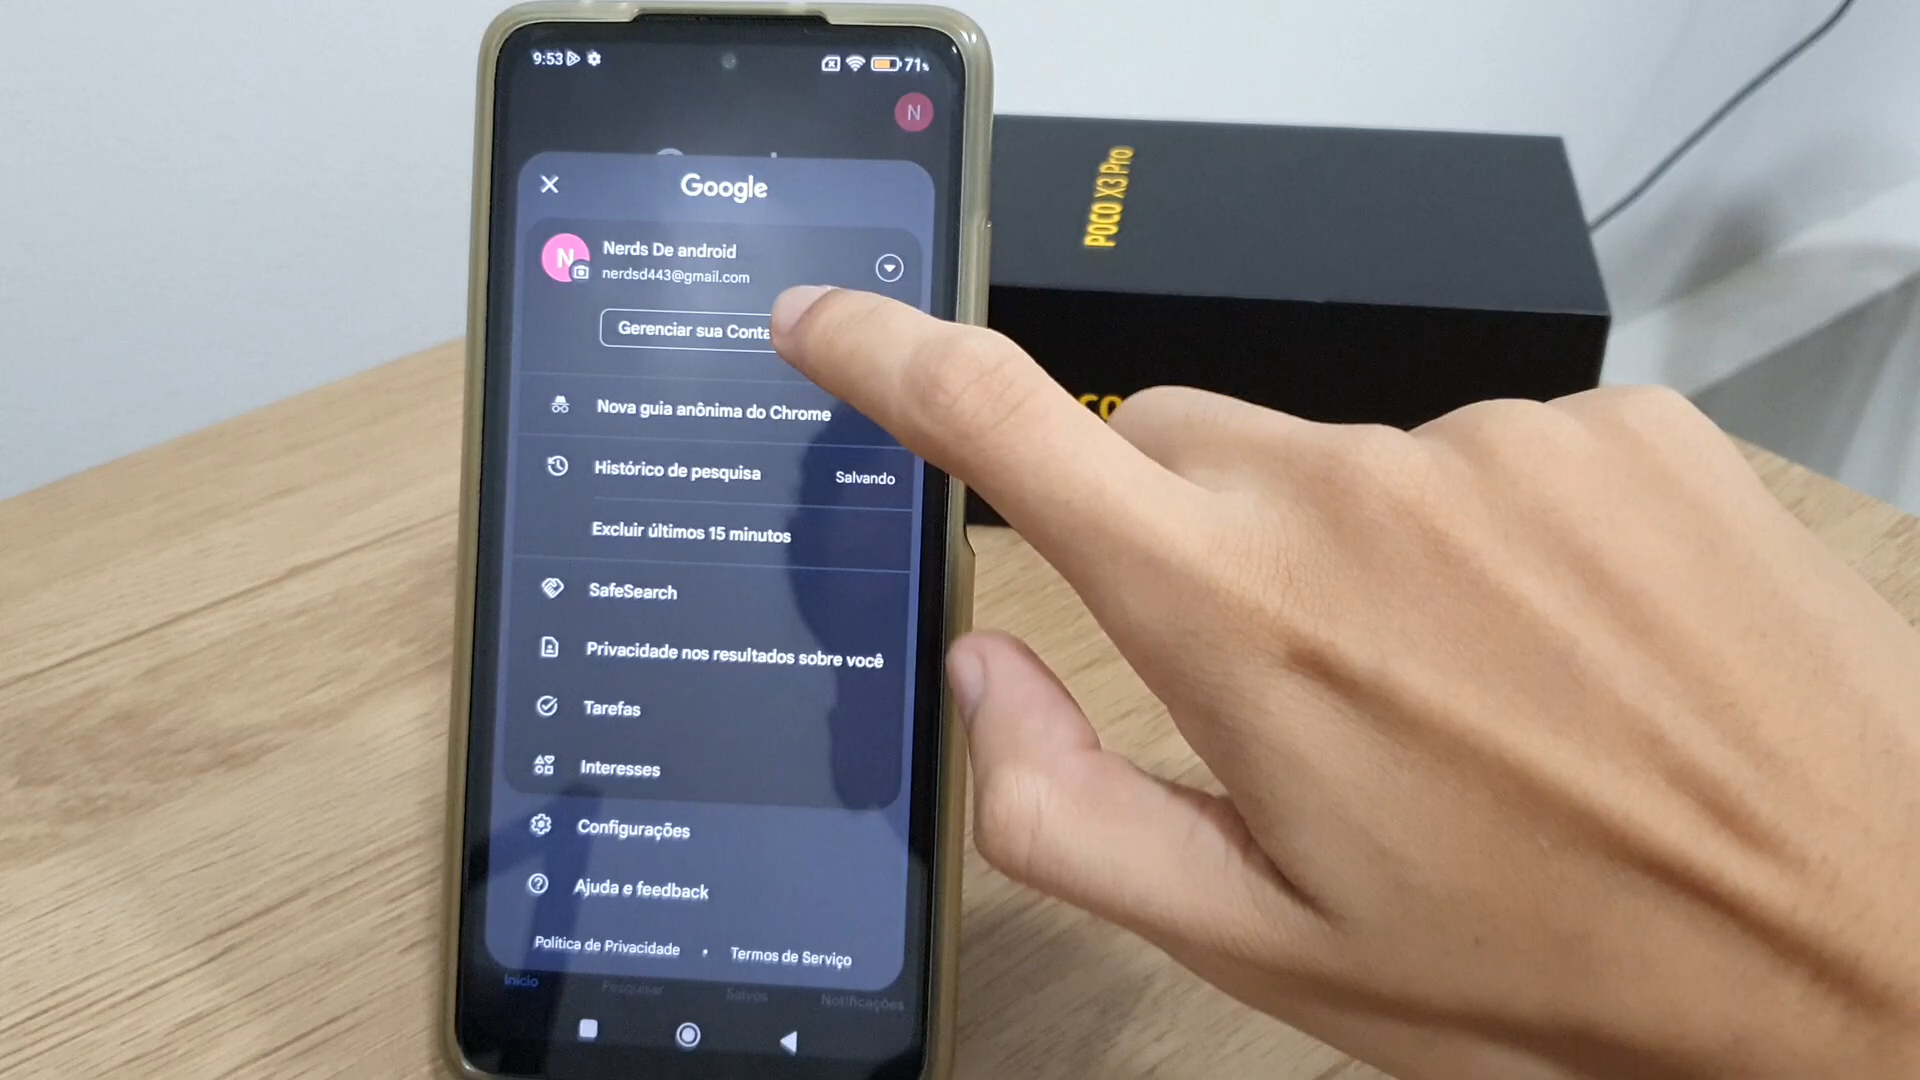 9:53
71%
N
Google
N
Nerds De android
nerdsd443@gmail.com
Gerenciar sua Conta
Nova guia anônima do Chrome
Histórico de pesquisa
Salvando
Excluir últimos 15 minutos
SafeSearch
Privacidade nos resultados sobre você
Tarefas
Interesses
Configurações
Ajuda e feedback
Política de Privacidade • Termos de Serviço
Início
Pesquisar
Salvos
Notificações
POCO X3 Pro